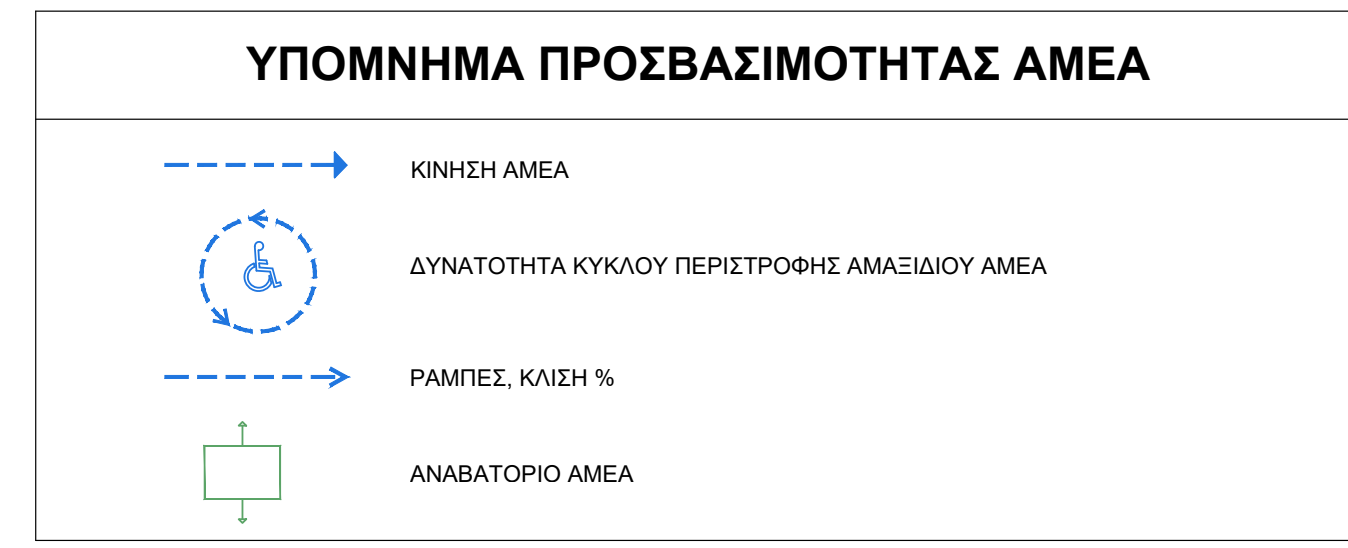 ΥΠΟΜΝΗΜΑ ΠΡΟΣΒΑΣΙΜΟΤΗΤΑΣ ΑΜΕΑ
ΚΙΝΗΣΗ ΑΜΕΑ
ΔΥΝΑΤΟΤΗΤΑ ΚΥΚΛΟΥ ΠΕΡΙΣΤΡΟΦΗΣ ΑΜΑΞΙΔΙΟΥ ΑΜΕΑ
ΡΑΜΠΕΣ, ΚΛΙΣΗ %
ΑΝΑΒΑΤΟΡΙΟ ΑΜΕΑ